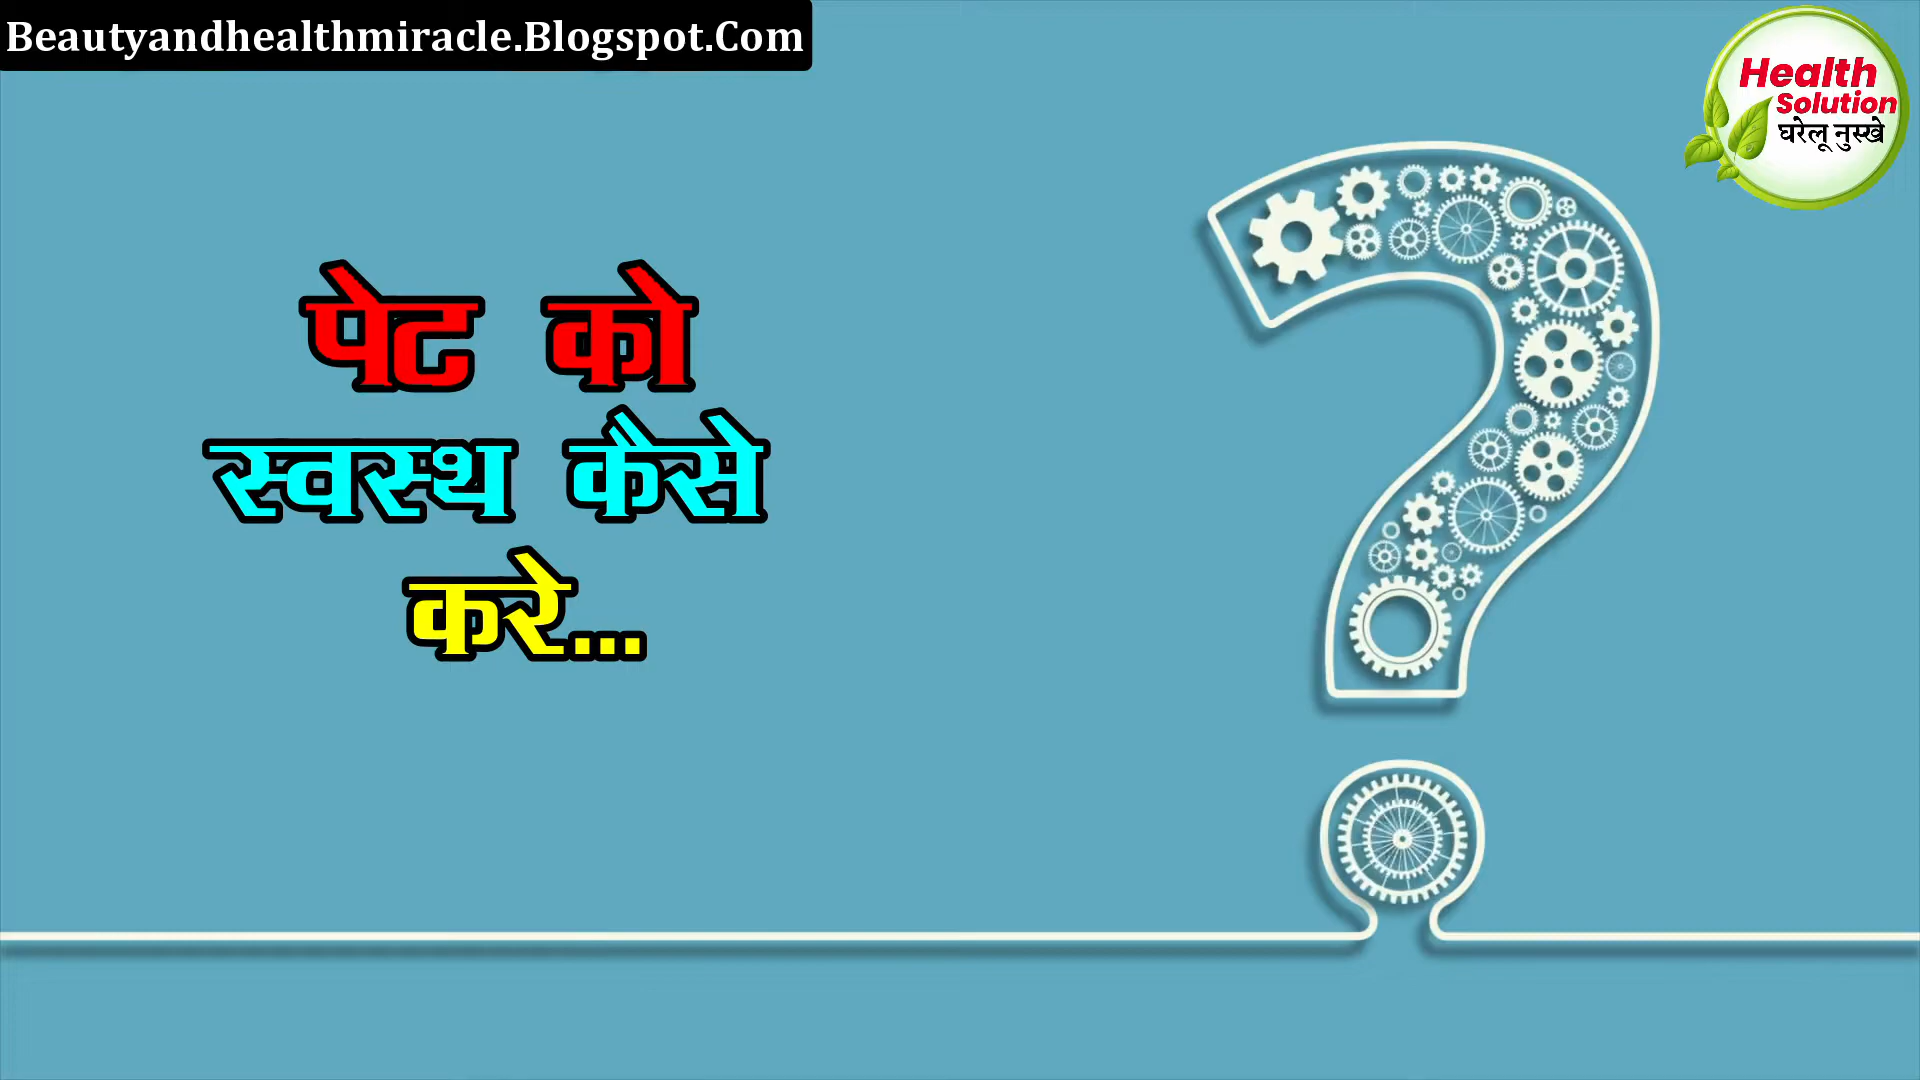 Beautyandhealthmiracle.Blogspot.Com
Health
Solution
घरेलू नुस्खे
पेट को
स्वस्थ कैसे
करे...